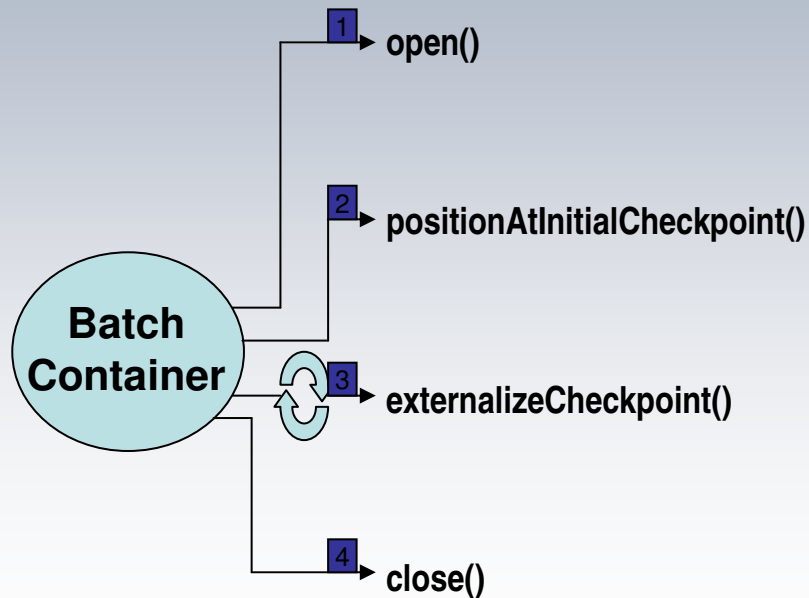 1
open()
2
positionAtInitialCheckpoint()
Batch
Container
3
externalizeCheckpoint()
4
close()